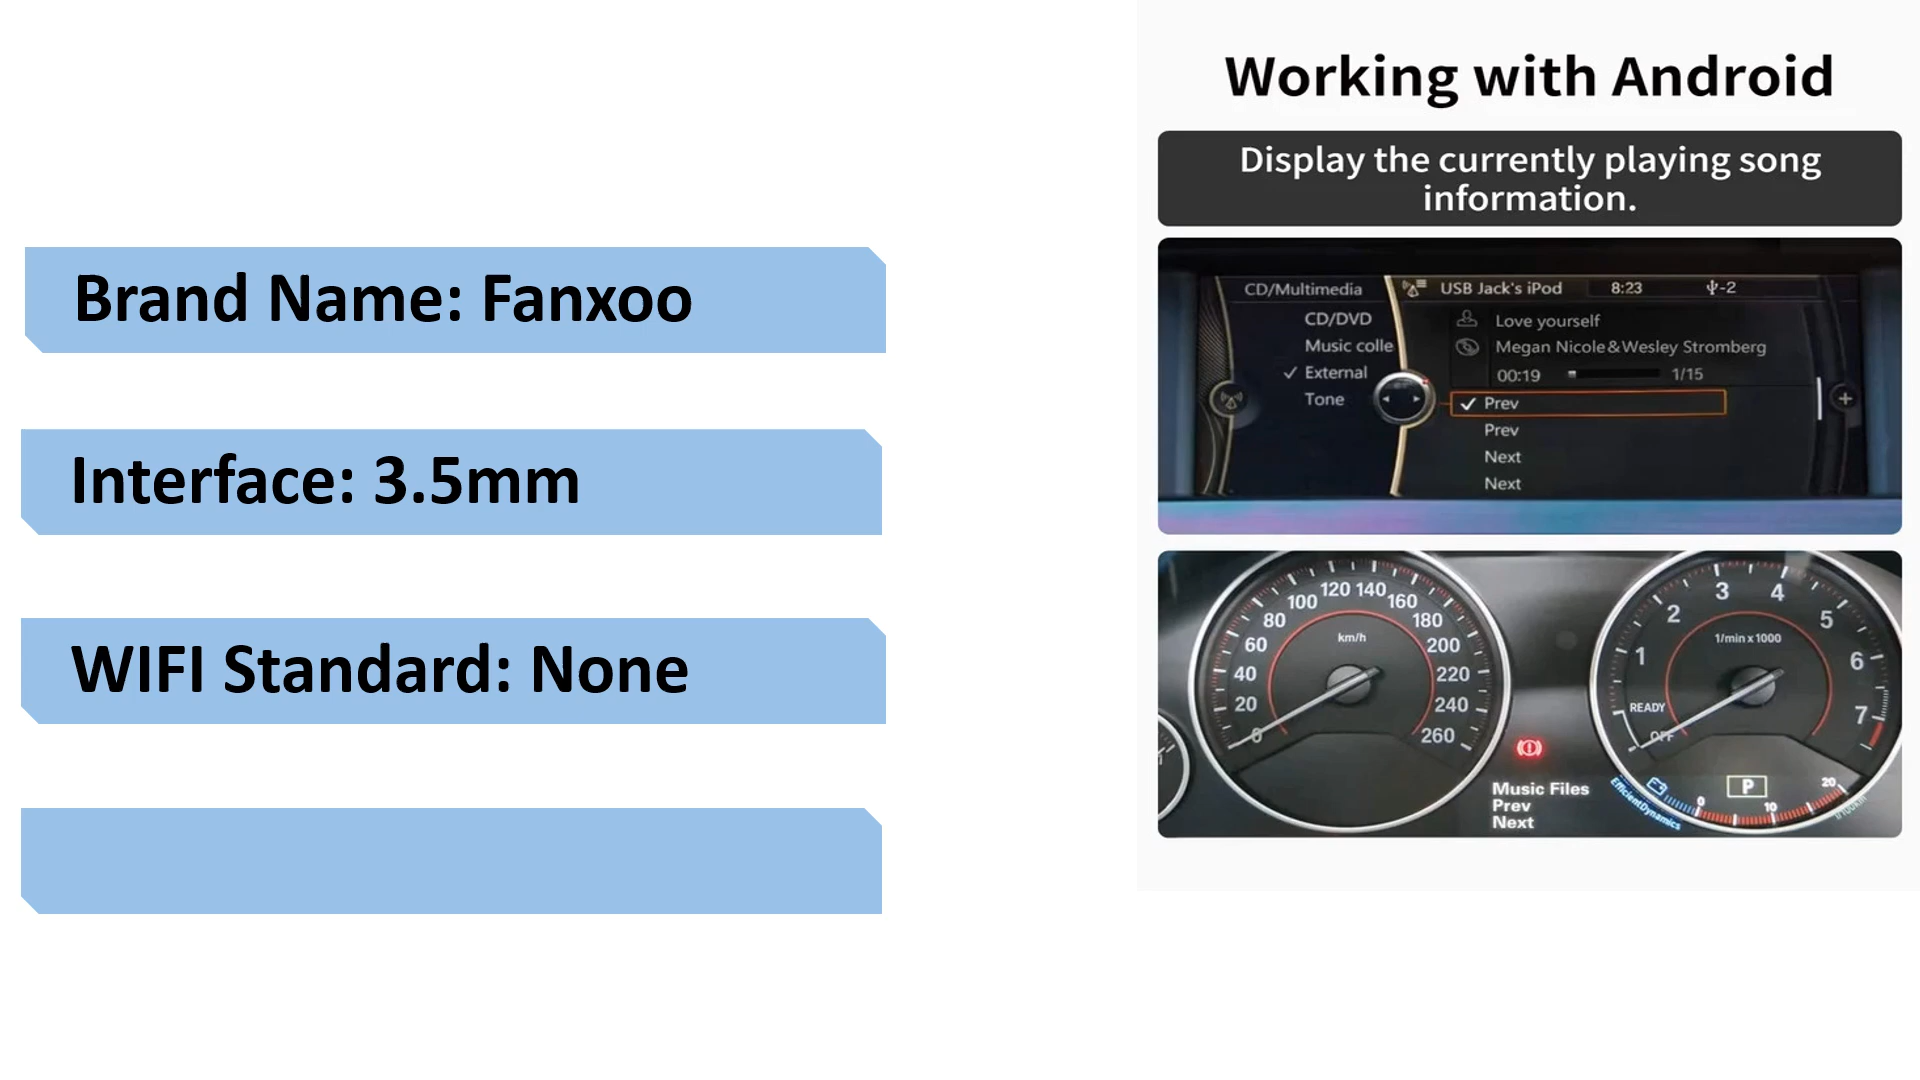 Brand Name: Fanxoo
Interface: 3.5mm
WIFI Standard: None
Working with Android
Display the currently playing song
information.
CD/Multimedia
USB Jack's iPod
8:23
-2
CD/DVD
Music colle
External
Tone
Love yourself
Megan Nicole&Wesley Stromberg
00:19
1/15
Prev
Prev
Next
Next
0
20
40
60
80
100
120
140
160
180
200
220
240
260
km/h
Music Files
Prev
Next
1
2
3
4
5
6
7
1/min x 1000
READY
OFF
P
0
10
20
EfficientDynamics
l/100km